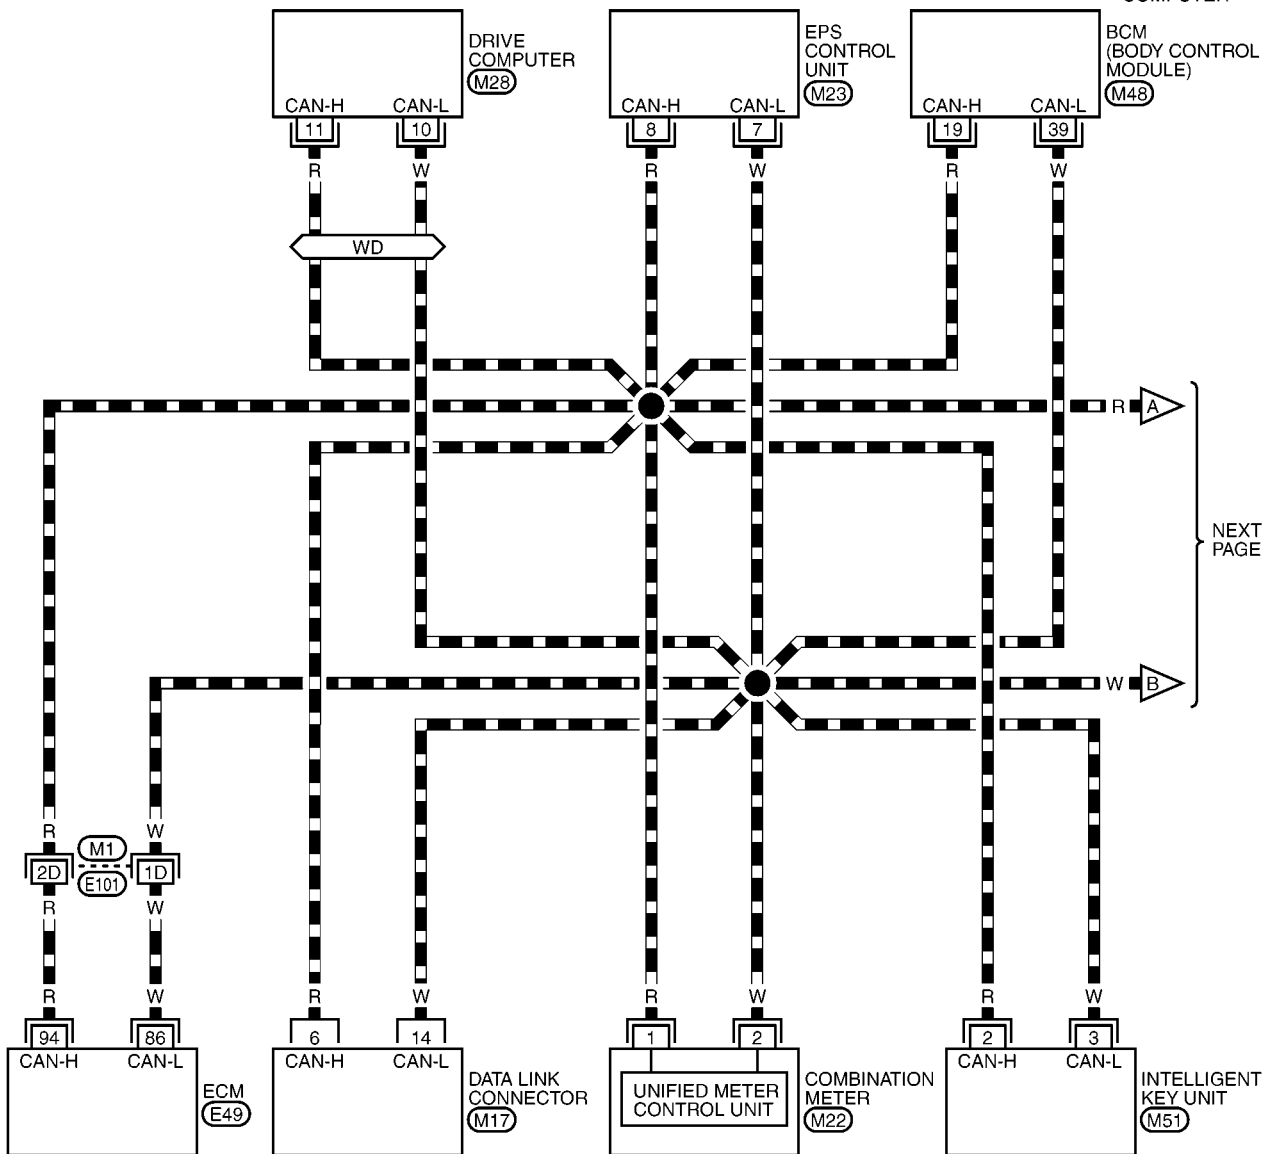 COMPUTER
DRIVE
COMPUTER
M28
CAN-H CAN-L
11 10
R W
WD
EPS
CONTROL
UNIT
M23
CAN-H CAN-L
8 7
R W
BCM
(BODY CONTROL
MODULE)
M48
CAN-H CAN-L
19 39
R W
R A
NEXT
PAGE
W B
R W
M1
2D 1D
E101
R W
R W
94 86
CAN-H CAN-L
ECM
E49
R W
6 14
CAN-H CAN-L
DATA LINK
CONNECTOR
M17
R W
1 2
UNIFIED METER
CONTROL UNIT
COMBINATION
METER
M22
R W
2 3
CAN-H CAN-L
INTELLIGENT
KEY UNIT
M51